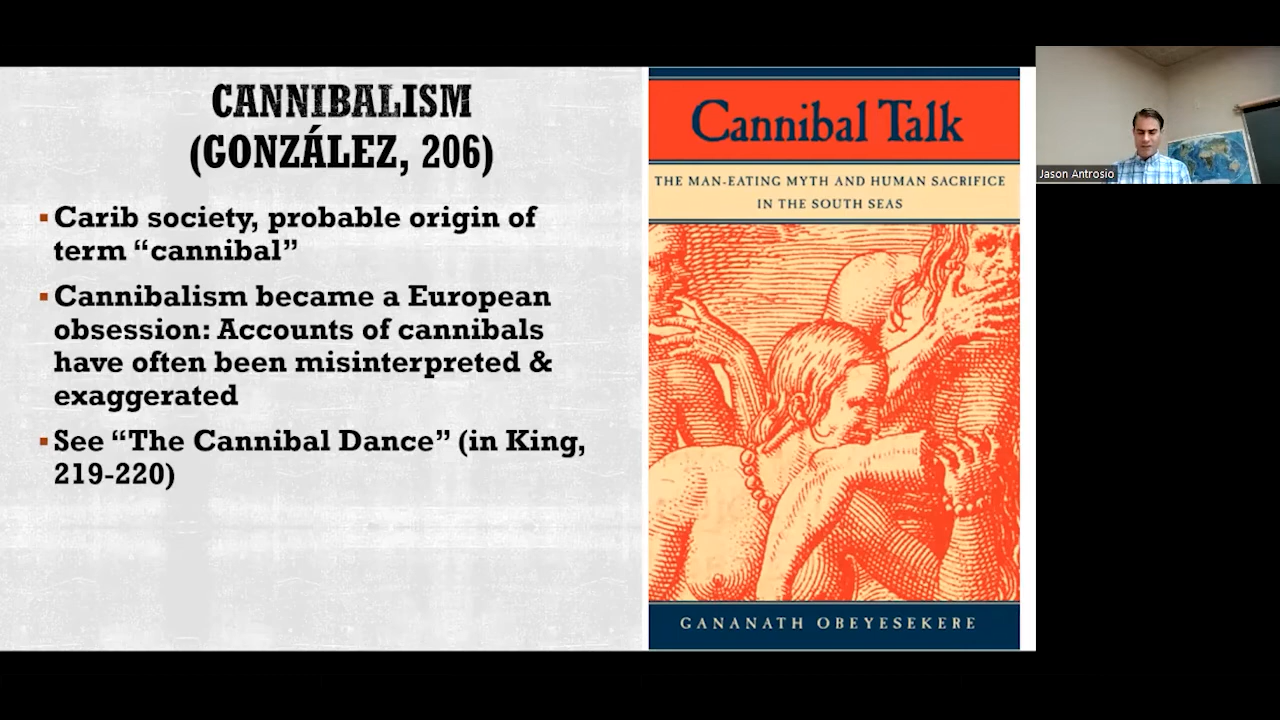 CANNIBALISM
(GONZÁLEZ, 206)
▪ Carib society, probable origin of
term “cannibal”
▪ Cannibalism became a European
obsession: Accounts of cannibals
have often been misinterpreted &
exaggerated
▪ See “The Cannibal Dance” (in King,
219-220)
Cannibal Talk
THE MAN-EATING MYTH AND HUMAN SACRIFICE
IN THE SOUTH SEAS
GANANATH OBEYESEKERE
Jason Antrosio